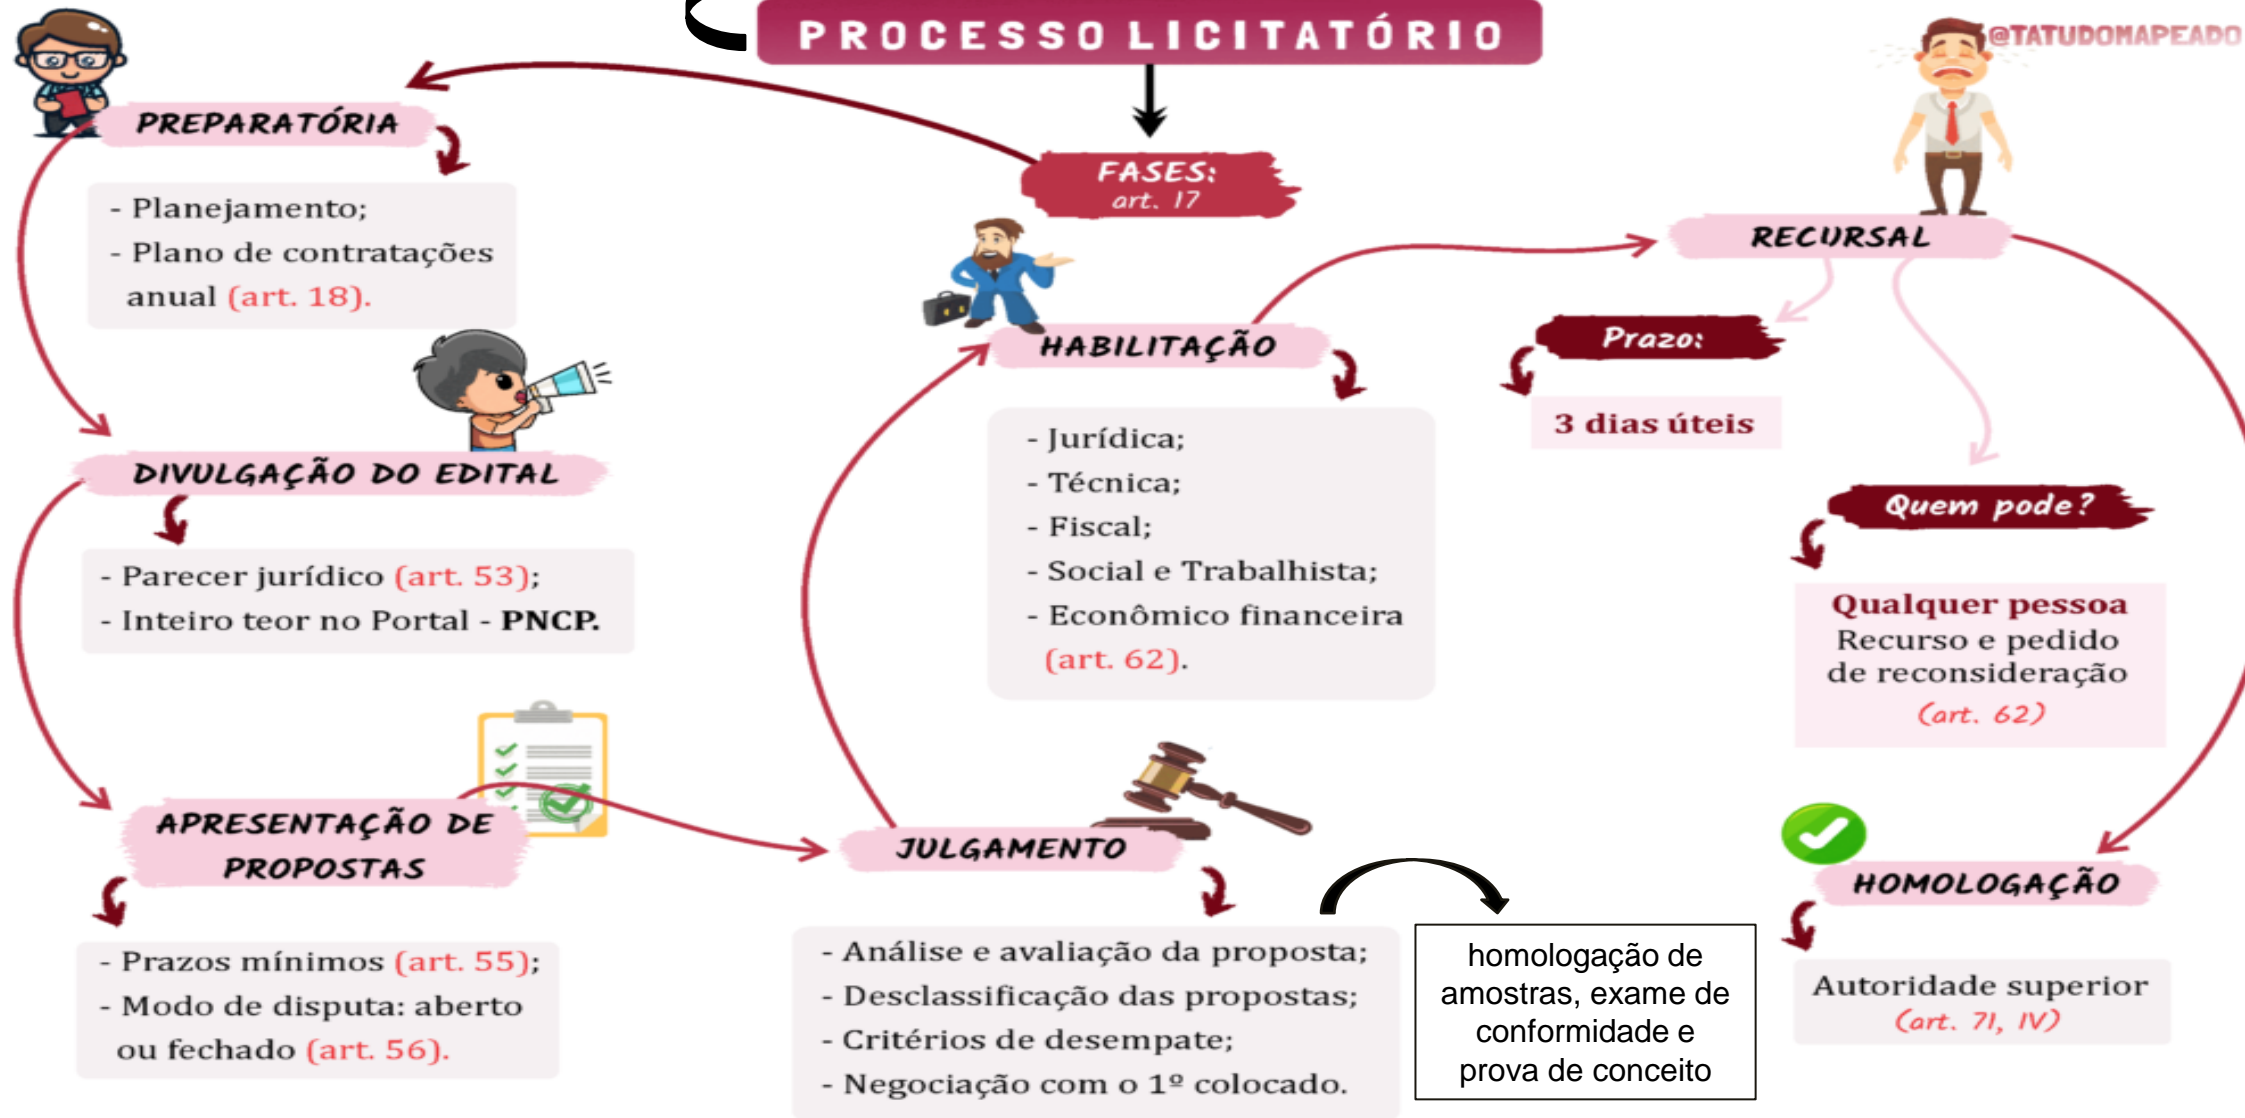 PROCESSO LICITATÓRIO
@TATUDOMAPEADO
FASES:
art. 17
PREPARATÓRIA
- Planejamento;
- Plano de contratações
anual (art. 18).
DIVULGAÇÃO DO EDITAL
- Parecer jurídico (art. 53);
- Inteiro teor no Portal - PNCP.
APRESENTAÇÃO DE
PROPOSTAS
- Prazos mínimos (art. 55);
- Modo de disputa: aberto
ou fechado (art. 56).
JULGAMENTO
- Análise e avaliação da proposta;
- Desclassificação das propostas;
- Critérios de desempate;
- Negociação com o 1º colocado.
homologação de
amostras, exame de
conformidade e
prova de conceito
HABILITAÇÃO
- Jurídica;
- Técnica;
- Fiscal;
- Social e Trabalhista;
- Econômico financeira
(art. 62).
RECURSAL
Prazo:
3 dias úteis
Quem pode?
Qualquer pessoa
Recurso e pedido
de reconsideração
(art. 62)
HOMOLOGAÇÃO
Autoridade superior
(art. 71, IV)